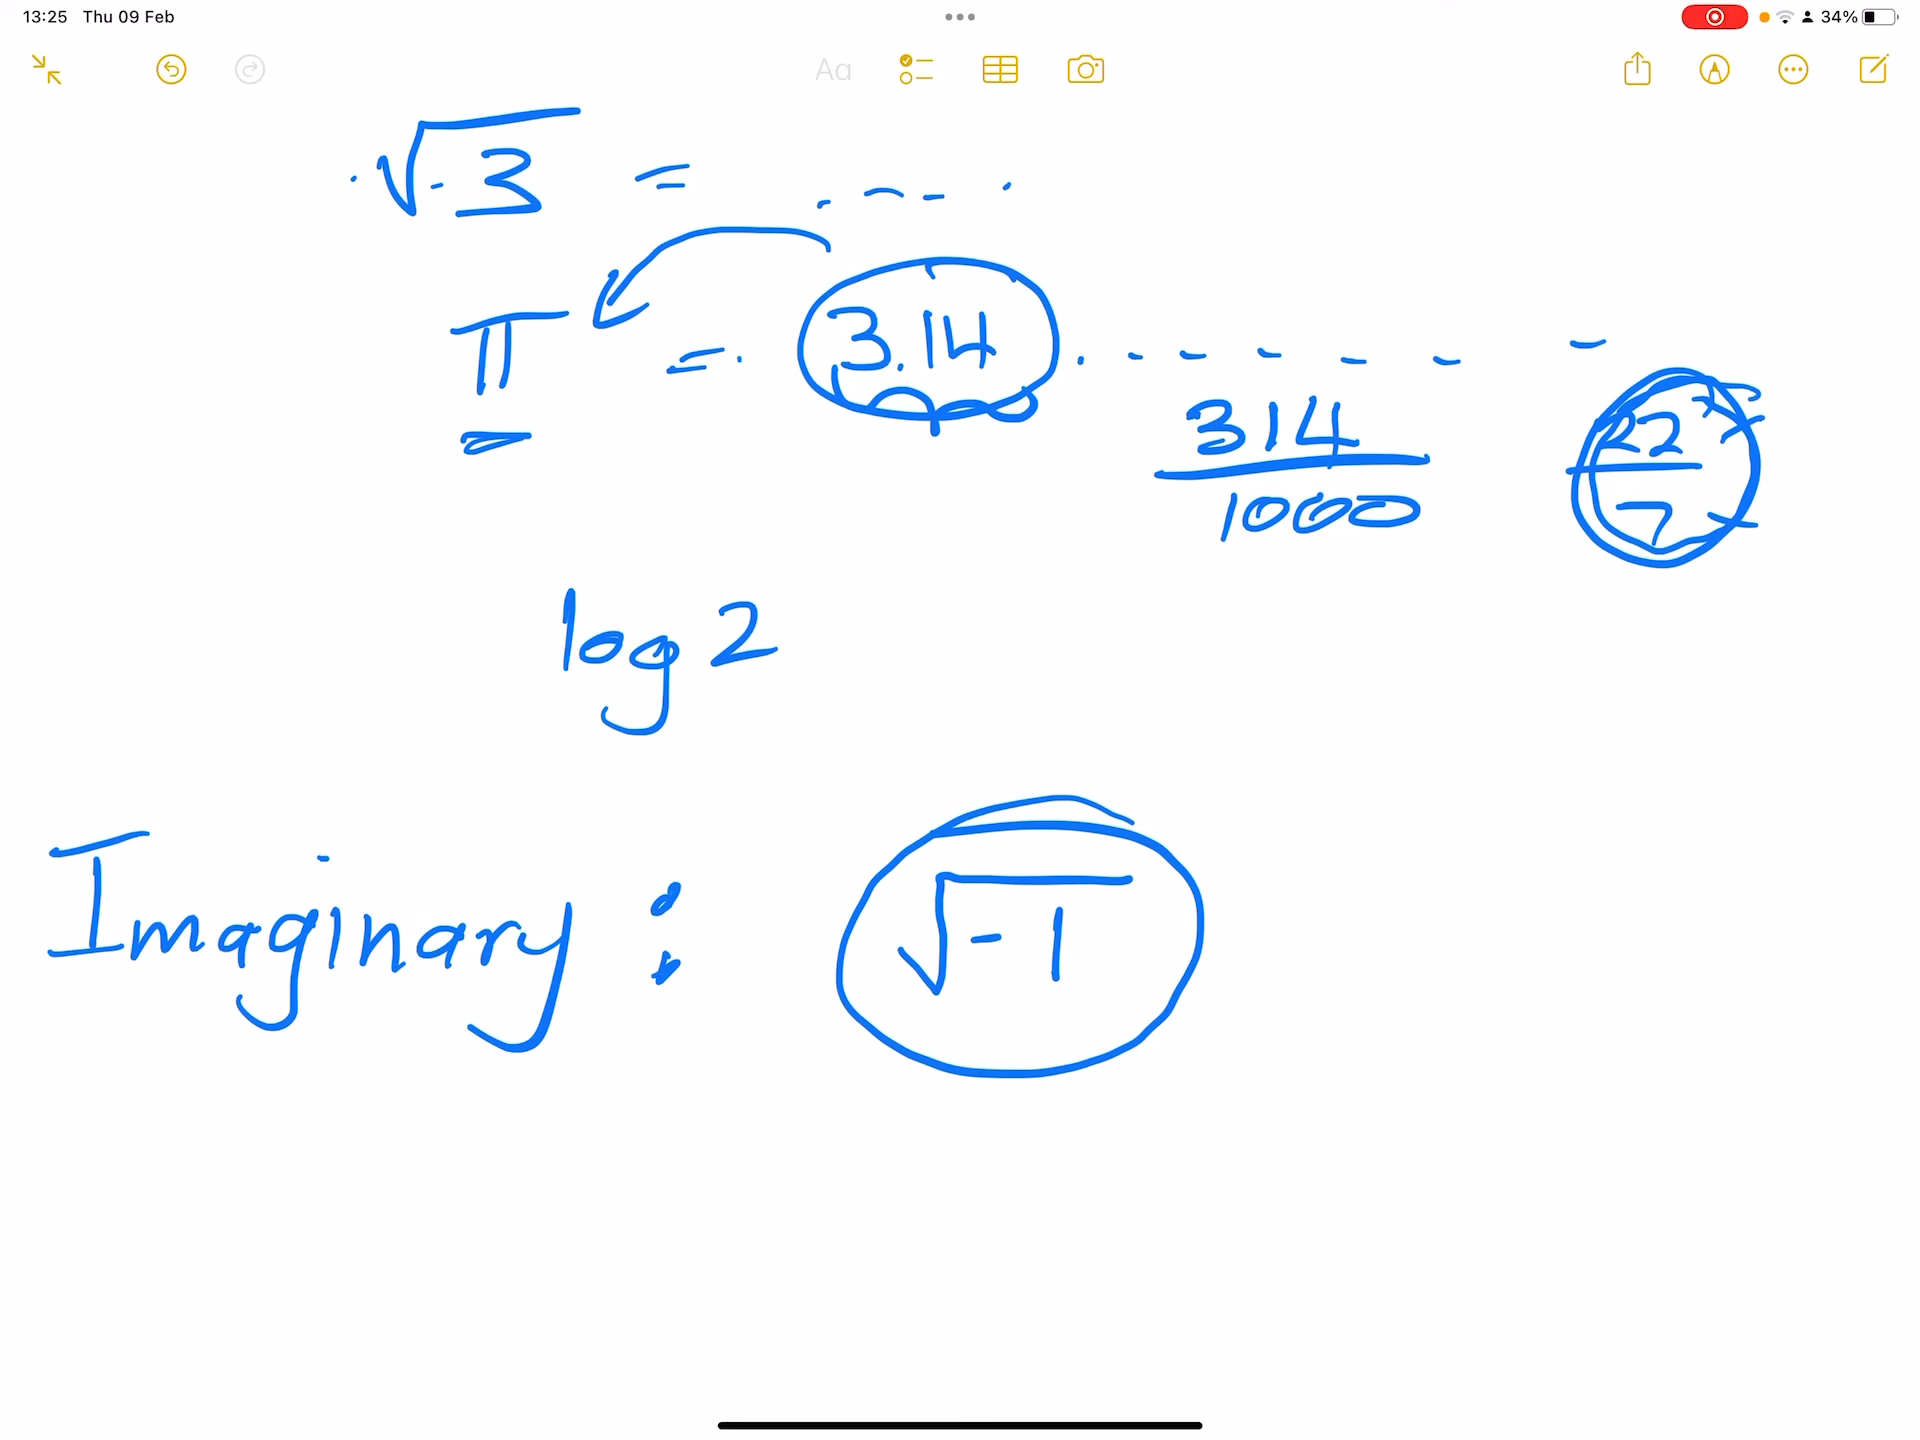 13:25 Thu 09 Feb
34%
Aa
√3 = . - - - .
π = 3.14 . - - - - - -
314/1000
22/7
log 2
Imaginary : √-1